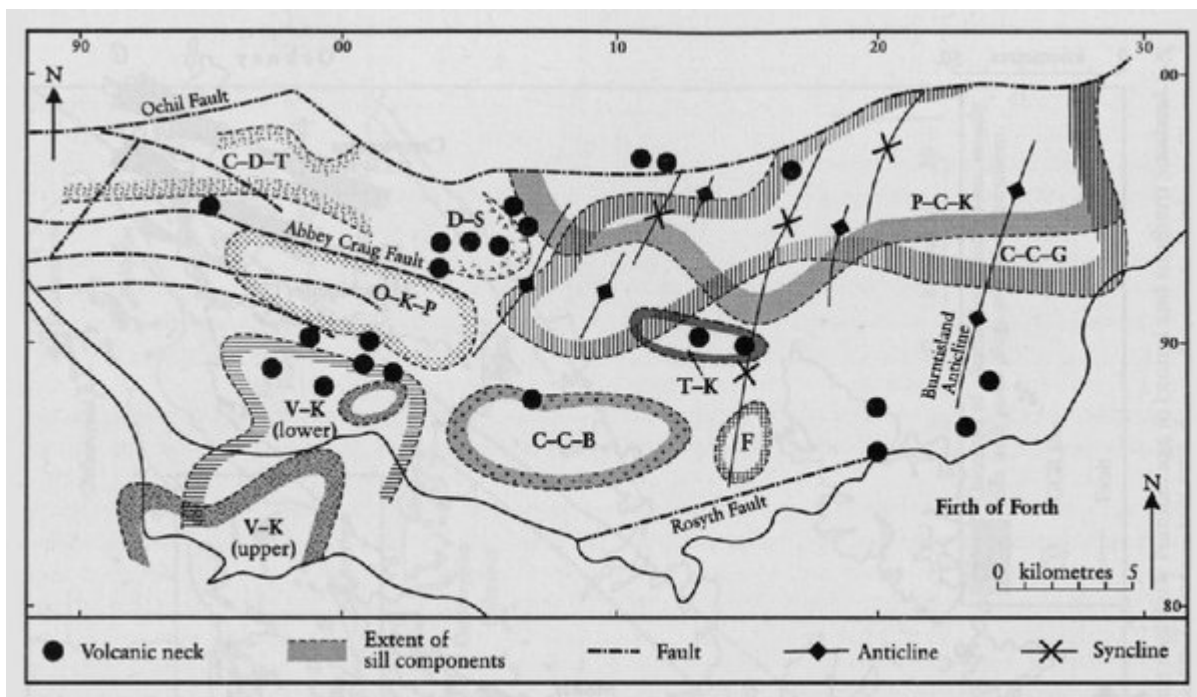 90 00 10 20 30
N
00
Ochil Fault
C–D–T
D–S
P–C–K
Abbey Craig Fault
C–C–G
O–K–P
90
Burntisland
Anticline
T–K
V–K
(lower)
C–C–B
F
N
Rosyth Fault
Firth of Forth
V–K
(upper)
0 kilometres 5
80
Volcanic neck
Extent of
sill components
Fault
Anticline
Syncline